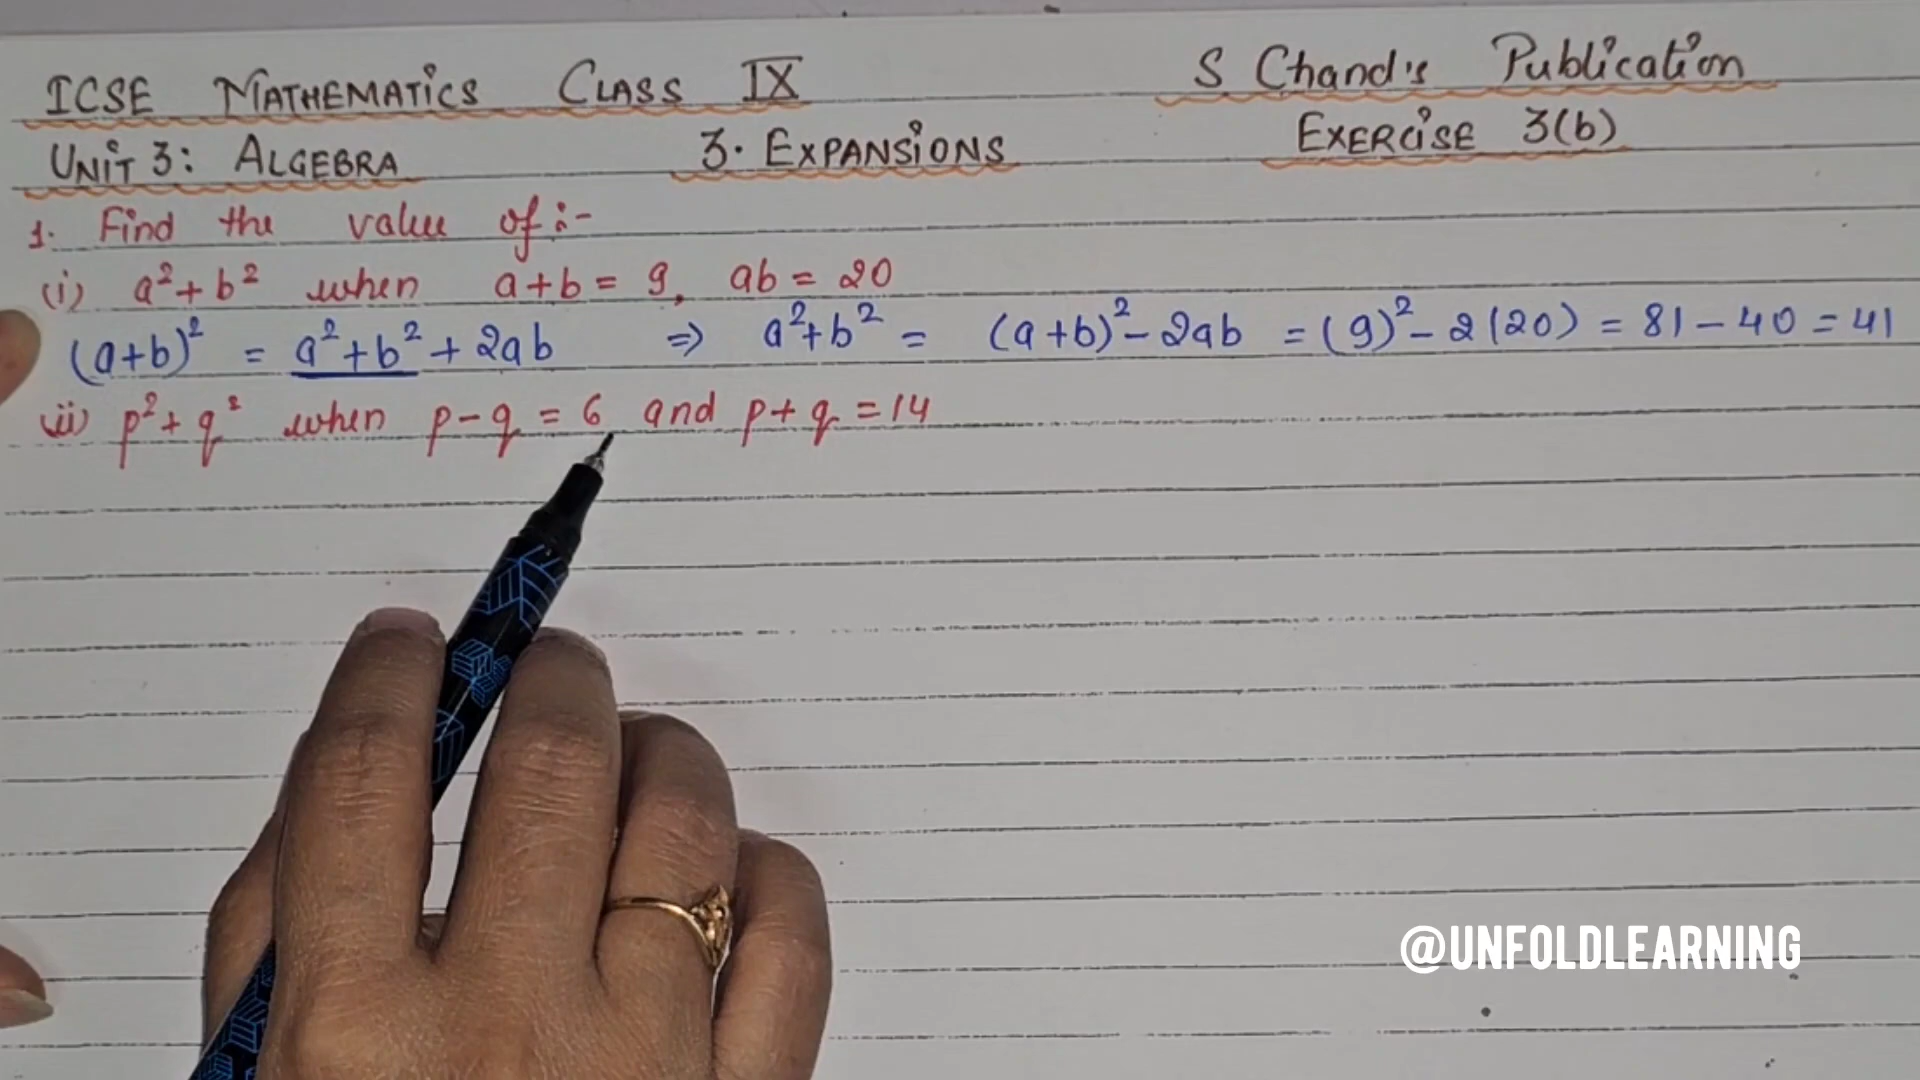 ICSE MATHEMATICS CLASS IX S Chand's Publication
UNIT 3: ALGEBRA 3. EXPANSIONS EXERCISE 3(b)
1. Find the value of:-
(i) a²+b² when a+b = 9, ab = 20
(a+b)² = a²+b²+2ab ⇒ a²+b² = (a+b)²-2ab = (9)²-2(20) = 81-40 = 41
(ii) p²+q² when p-q = 6 and p+q = 14
@UNFOLDLEARNING